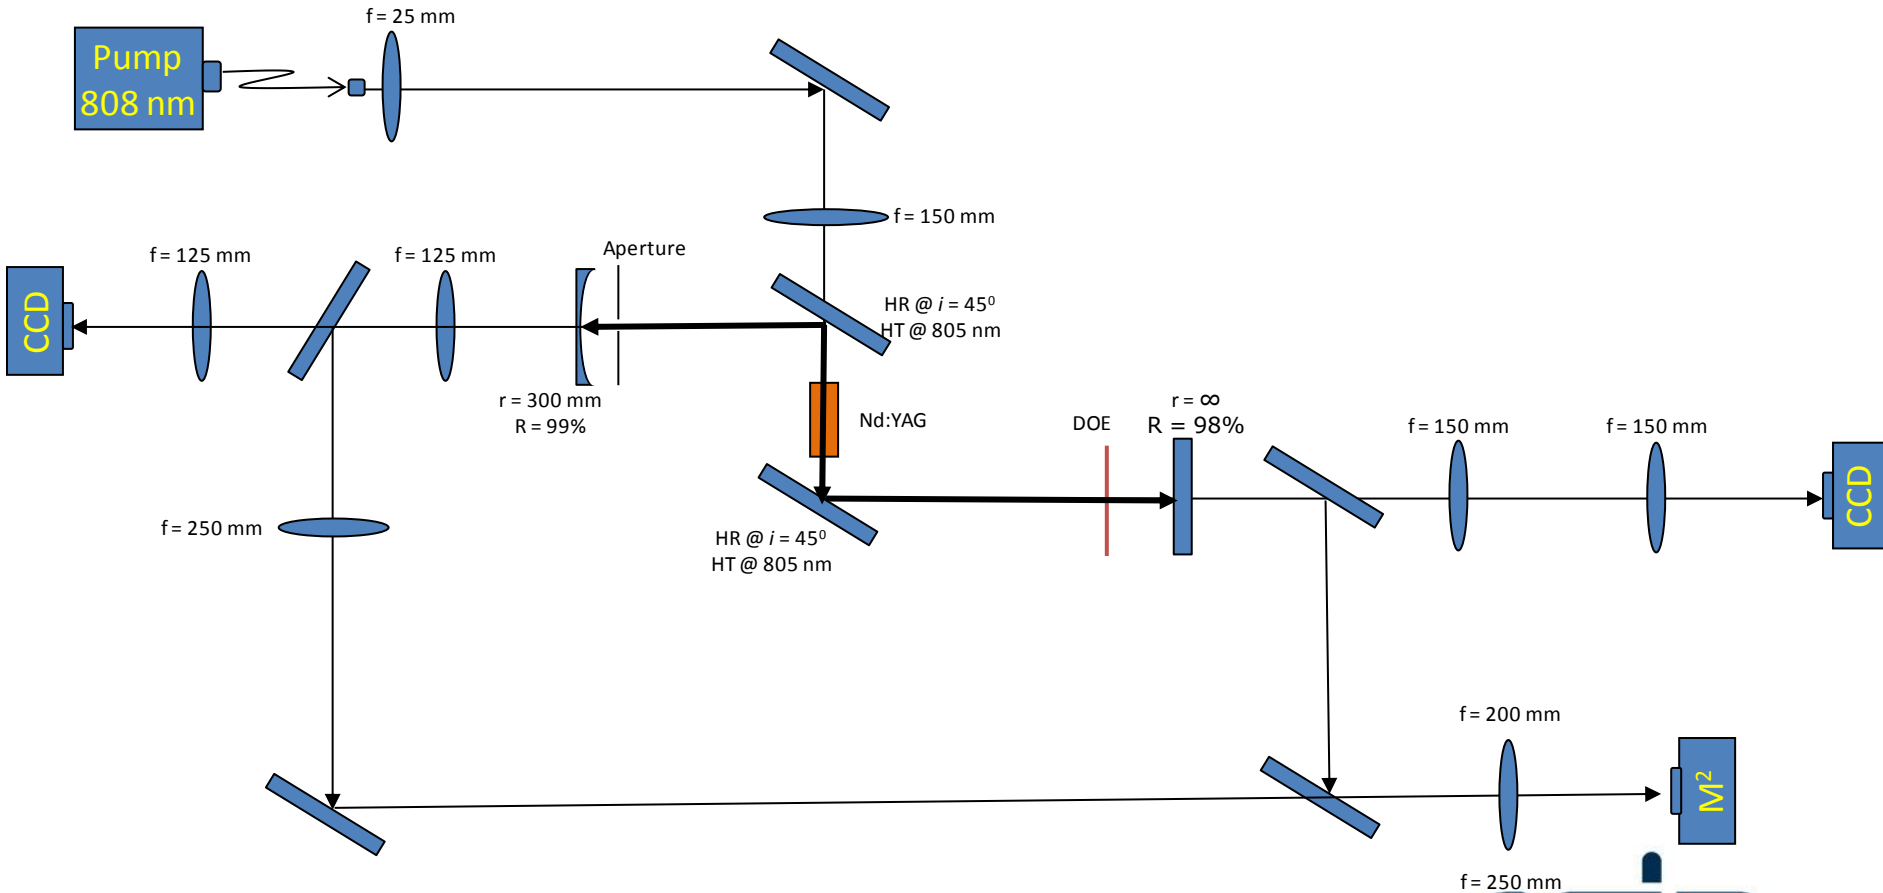 f = 25 mm
Pump
808 nm
f = 150 mm
Aperture
f = 125 mm
f = 125 mm
HR @ i = 45⁰
HT @ 805 nm
CCD
r = 300 mm
R = 99%
Nd:YAG
DOE
r = ∞
R = 98%
f = 150 mm
f = 150 mm
CCD
f = 250 mm
HR @ i = 45⁰
HT @ 805 nm
f = 200 mm
M²
f = 250 mm